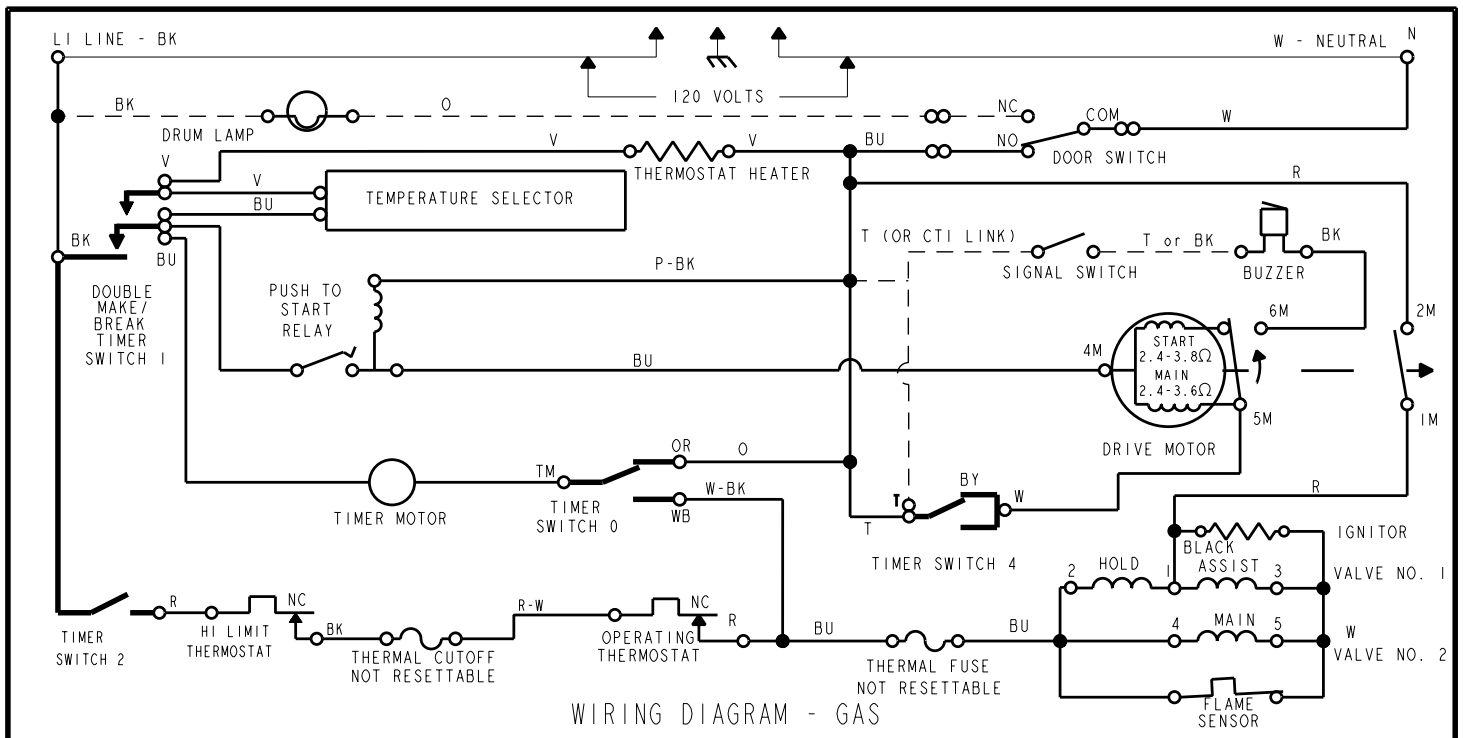 LI LINE - BK
W - NEUTRAL
N
120 VOLTS
BK
O
NC
COM
W
DRUM LAMP
V
V
BU
NO
DOOR SWITCH
V
THERMOSTAT HEATER
R
V
TEMPERATURE SELECTOR
BU
BK
BU
T (OR CTI LINK)
T or BK
BK
SIGNAL SWITCH
BUZZER
P-BK
DOUBLE
MAKE/
BREAK
TIMER
SWITCH I
PUSH TO
START
RELAY
6M
2M
START
2.4-3.8Ω
MAIN
2.4-3.6Ω
4M
BU
5M
IM
DRIVE MOTOR
OR
O
TM
W-BK
WB
TIMER
SWITCH 0
TIMER MOTOR
T
BY
W
T
TIMER SWITCH 4
R
IGNITOR
BLACK
HOLD
ASSIST
2
I
3
VALVE NO. 1
R
NC
HI LIMIT
THERMOSTAT
BK
R-W
NC
R
OPERATING
THERMOSTAT
BU
BU
4
MAIN
5
W
VALVE NO. 2
TIMER
SWITCH 2
THERMAL CUTOFF
NOT RESETTABLE
THERMAL FUSE
NOT RESETTABLE
FLAME
SENSOR
WIRING DIAGRAM - GAS